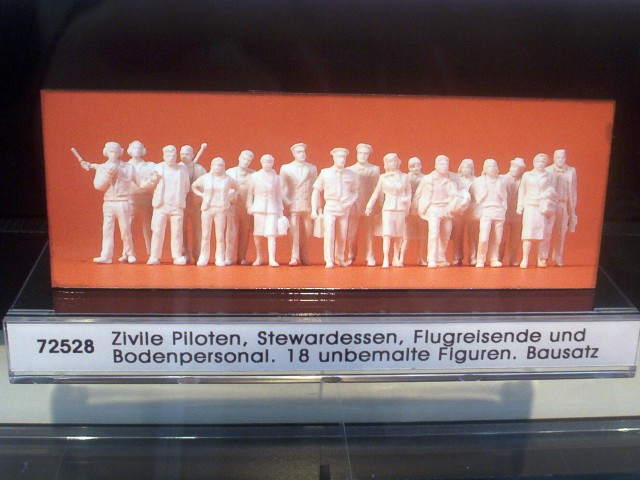 72528 Zivile Piloten, Stewardessen, Flugreisende und
Bodenpersonal. 18 unbemalte Figuren. Bausatz